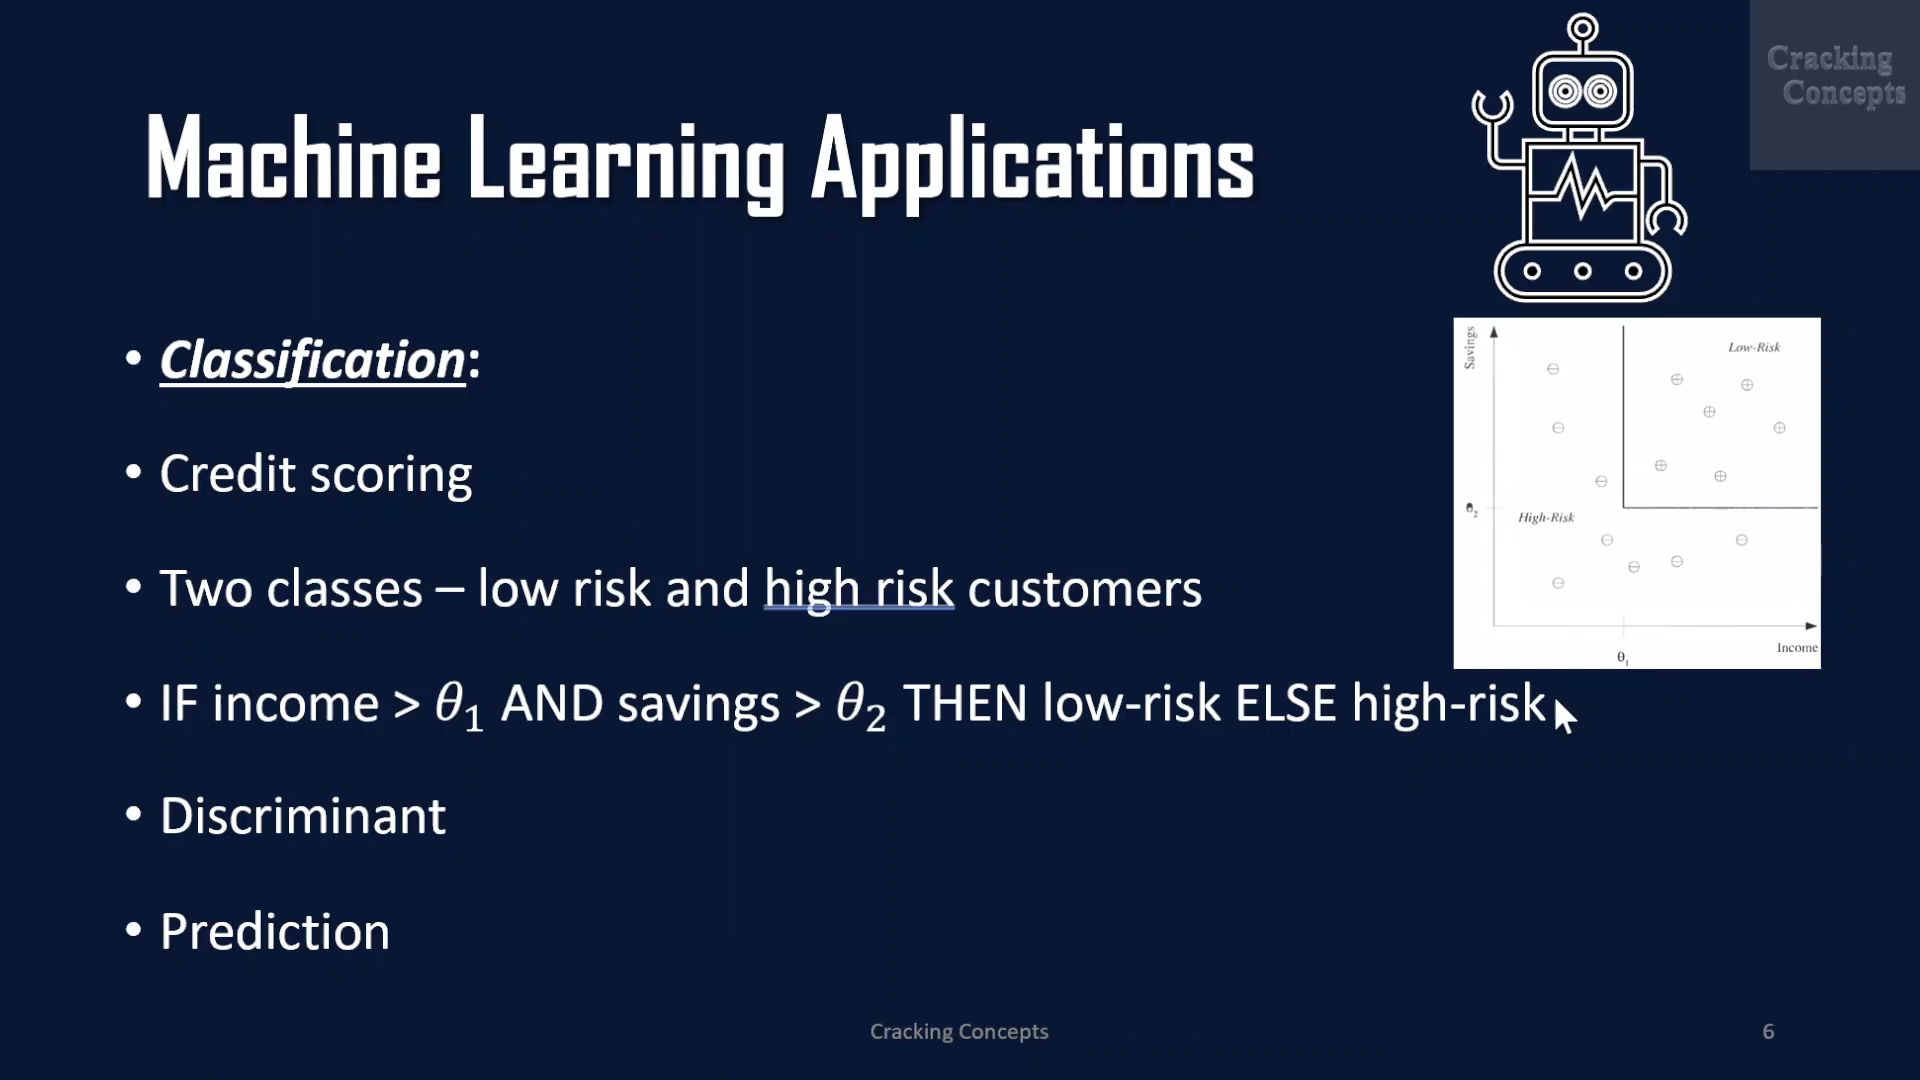 Cracking
Concepts
Machine Learning Applications
• Classification:
• Credit scoring
• Two classes – low risk and high risk customers
• IF income > θ₁ AND savings > θ₂ THEN low-risk ELSE high-risk
• Discriminant
• Prediction
Savings
Low-Risk
θ₂
High-Risk
Income
θ₁
Cracking Concepts
6